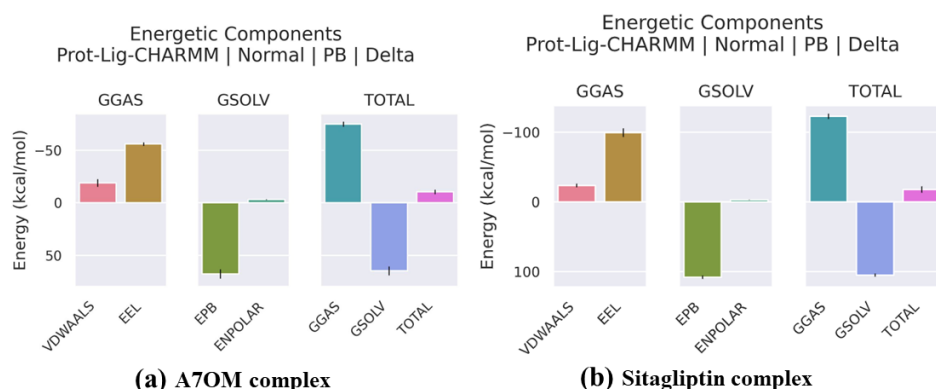 Energetic Components
Prot-Lig-CHARMM | Normal | PB | Delta
GGAS
GSOLV
TOTAL
Energy (kcal/mol)
−50
0
50
VDWAALS
EEL
EPB
ENPOLAR
GGAS
GSOLV
TOTAL
(a) A7OM complex
Energetic Components
Prot-Lig-CHARMM | Normal | PB | Delta
GGAS
GSOLV
TOTAL
Energy (kcal/mol)
−100
0
100
VDWAALS
EEL
EPB
ENPOLAR
GGAS
GSOLV
TOTAL
(b) Sitagliptin complex